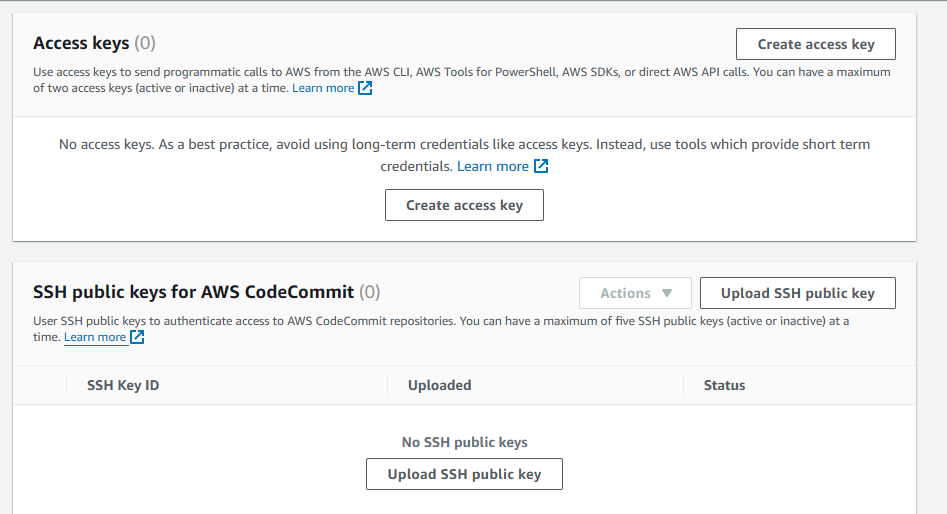 Access keys (0)
Create access key
Use access keys to send programmatic calls to AWS from the AWS CLI, AWS Tools for PowerShell, AWS SDKs, or direct AWS API calls. You can have a maximum
of two access keys (active or inactive) at a time. Learn more
No access keys. As a best practice, avoid using long-term credentials like access keys. Instead, use tools which provide short term
credentials. Learn more
Create access key
SSH public keys for AWS CodeCommit (0)
Actions
Upload SSH public key
User SSH public keys to authenticate access to AWS CodeCommit repositories. You can have a maximum of five SSH public keys (active or inactive) at a
time. Learn more
SSH Key ID
Uploaded
Status
No SSH public keys
Upload SSH public key